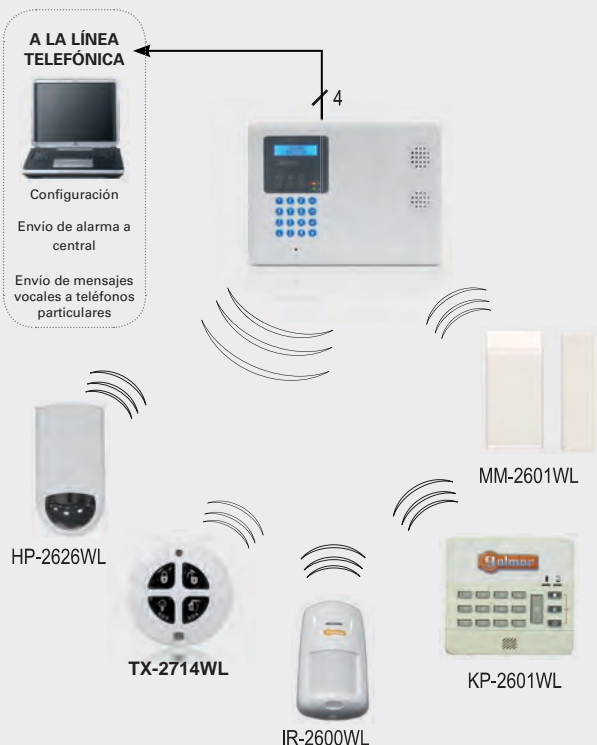 A LA LÍNEA
TELEFÓNICA
4
Configuración
Envío de alarma a
central
Envío de mensajes
vocales a teléfonos
particulares
MM-2601WL
HP-2626WL
golmar
TX-2714WL
KP-2601WL
IR-2600WL